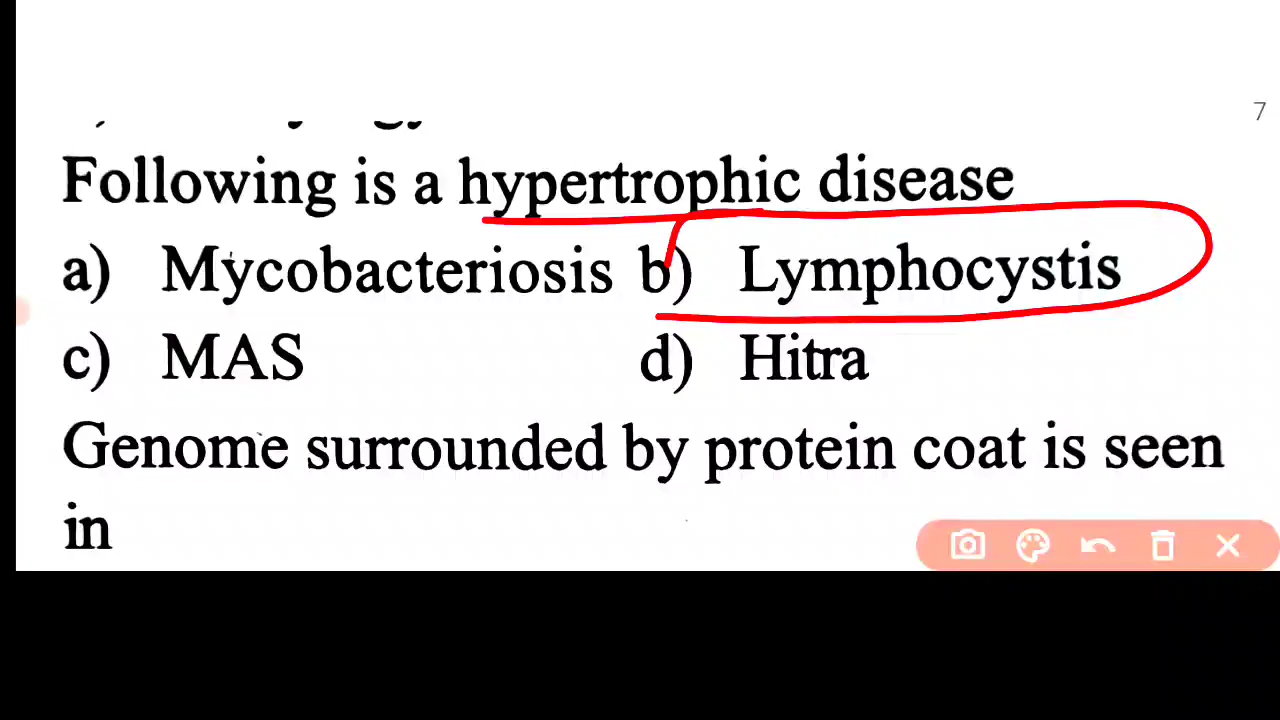 7
Following is a hypertrophic disease
a) Mycobacteriosis b) Lymphocystis
c) MAS d) Hitra
Genome surrounded by protein coat is seen
in